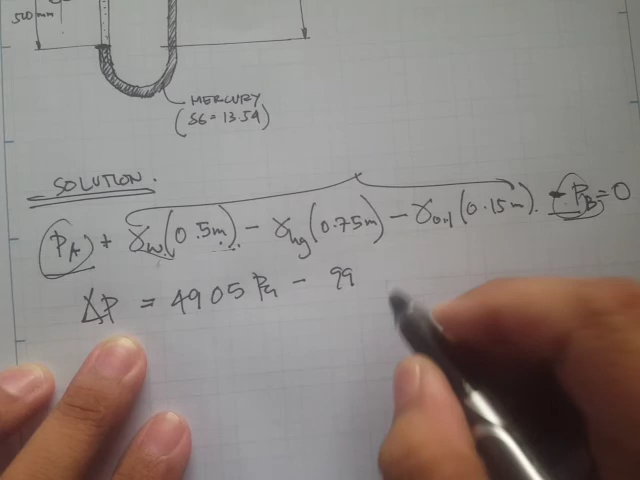 500 mm
MERCURY
(SG = 13.54)
SOLUTION.
PA + γw(0.5m) - γhg(0.75m) - γoil(0.15m). - PB = 0
ΔP = 4905 Pa - 99